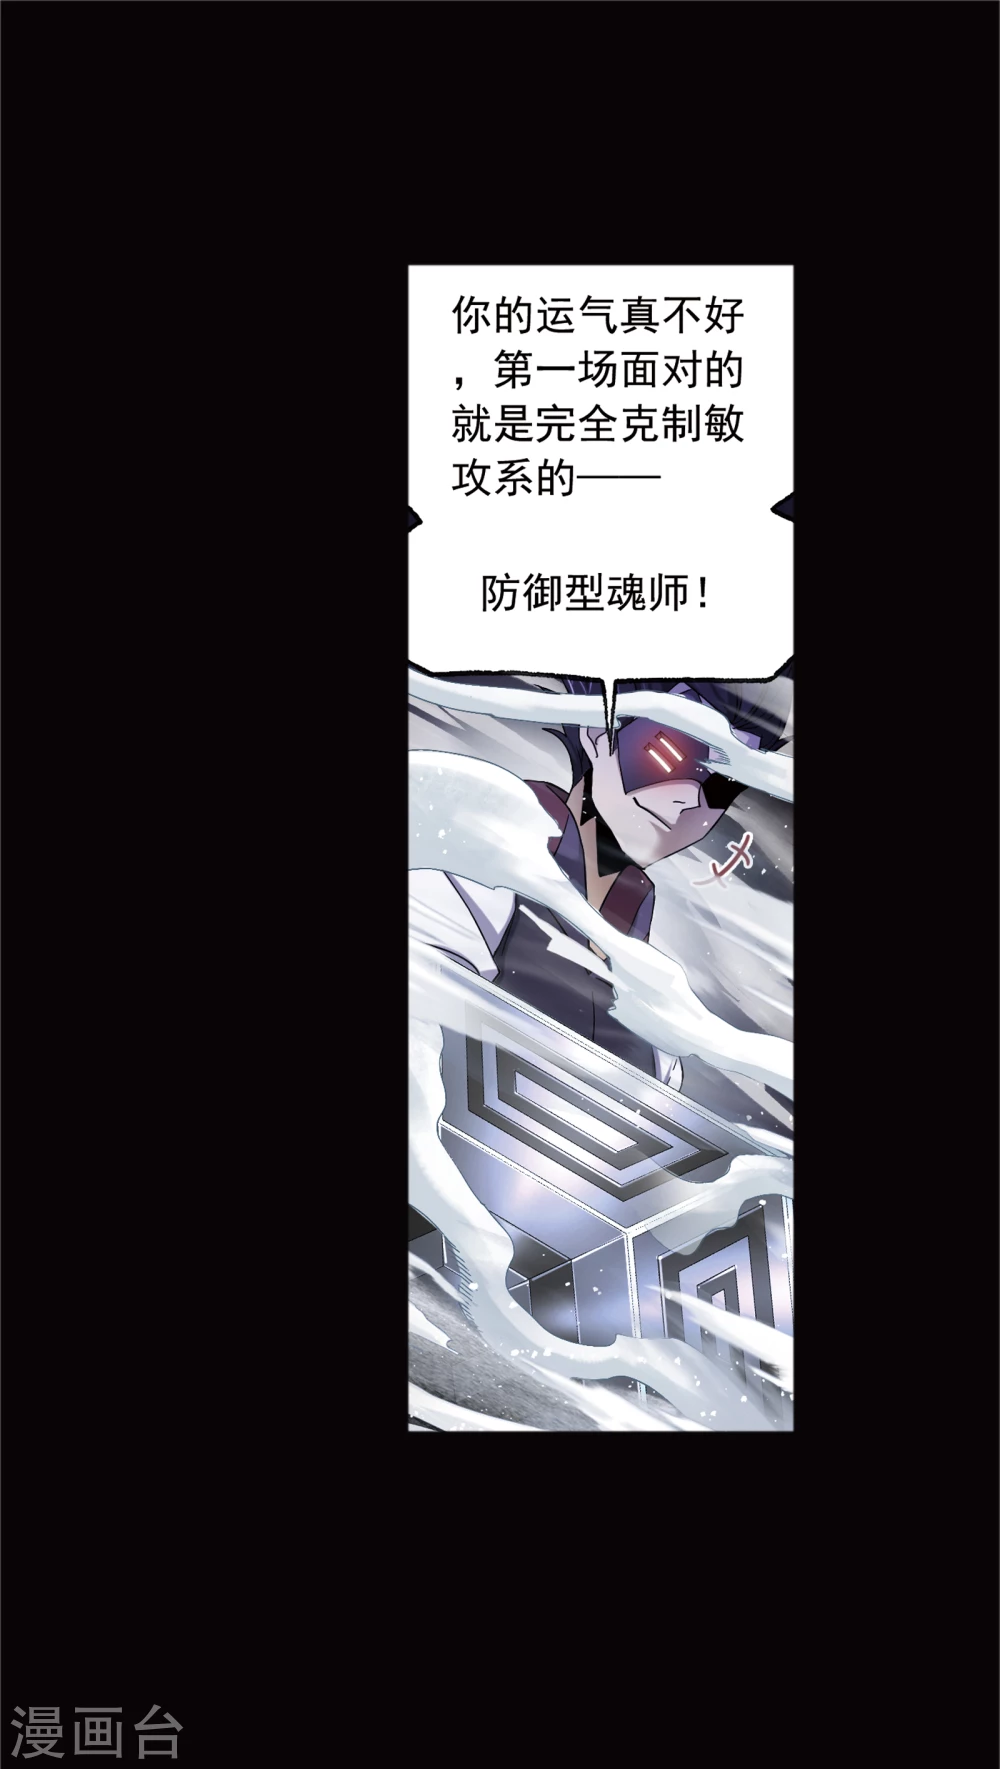 你的运气真不好
，第一场面对的
就是完全克制敏
攻系的——
防御型魂师！
漫画台